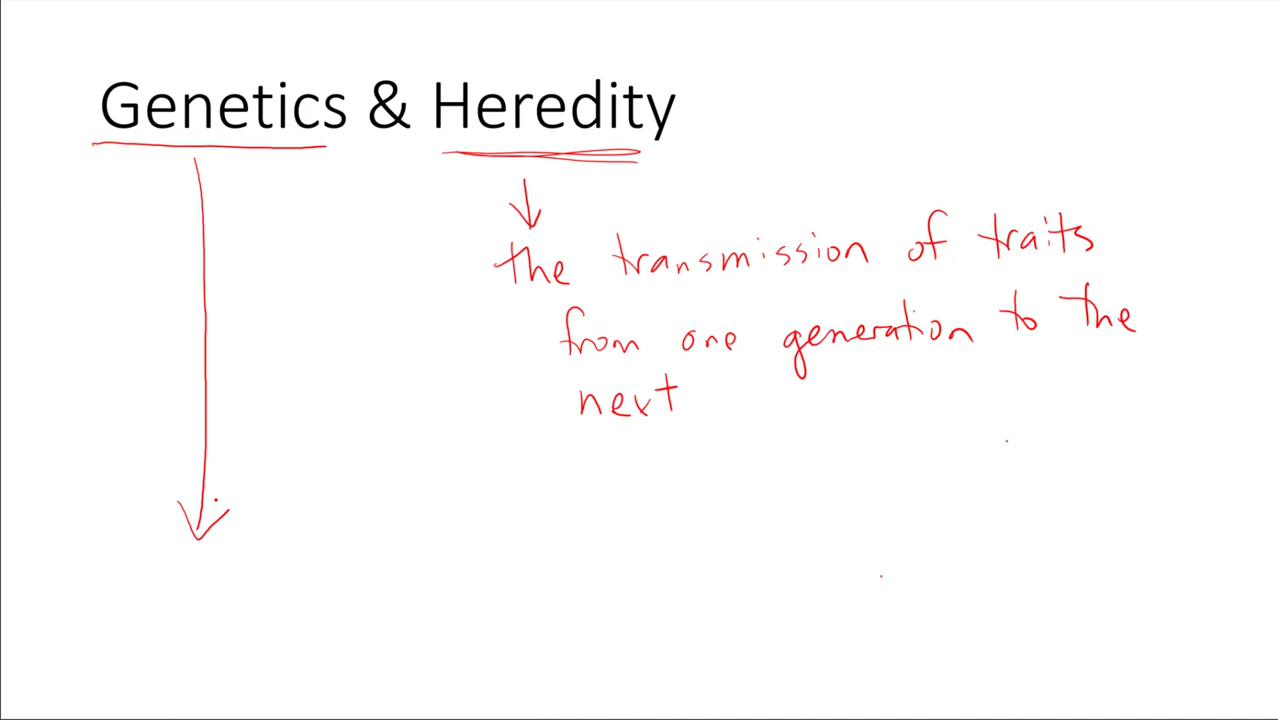 Genetics & Heredity
the transmission of traits
from one generation to the
next